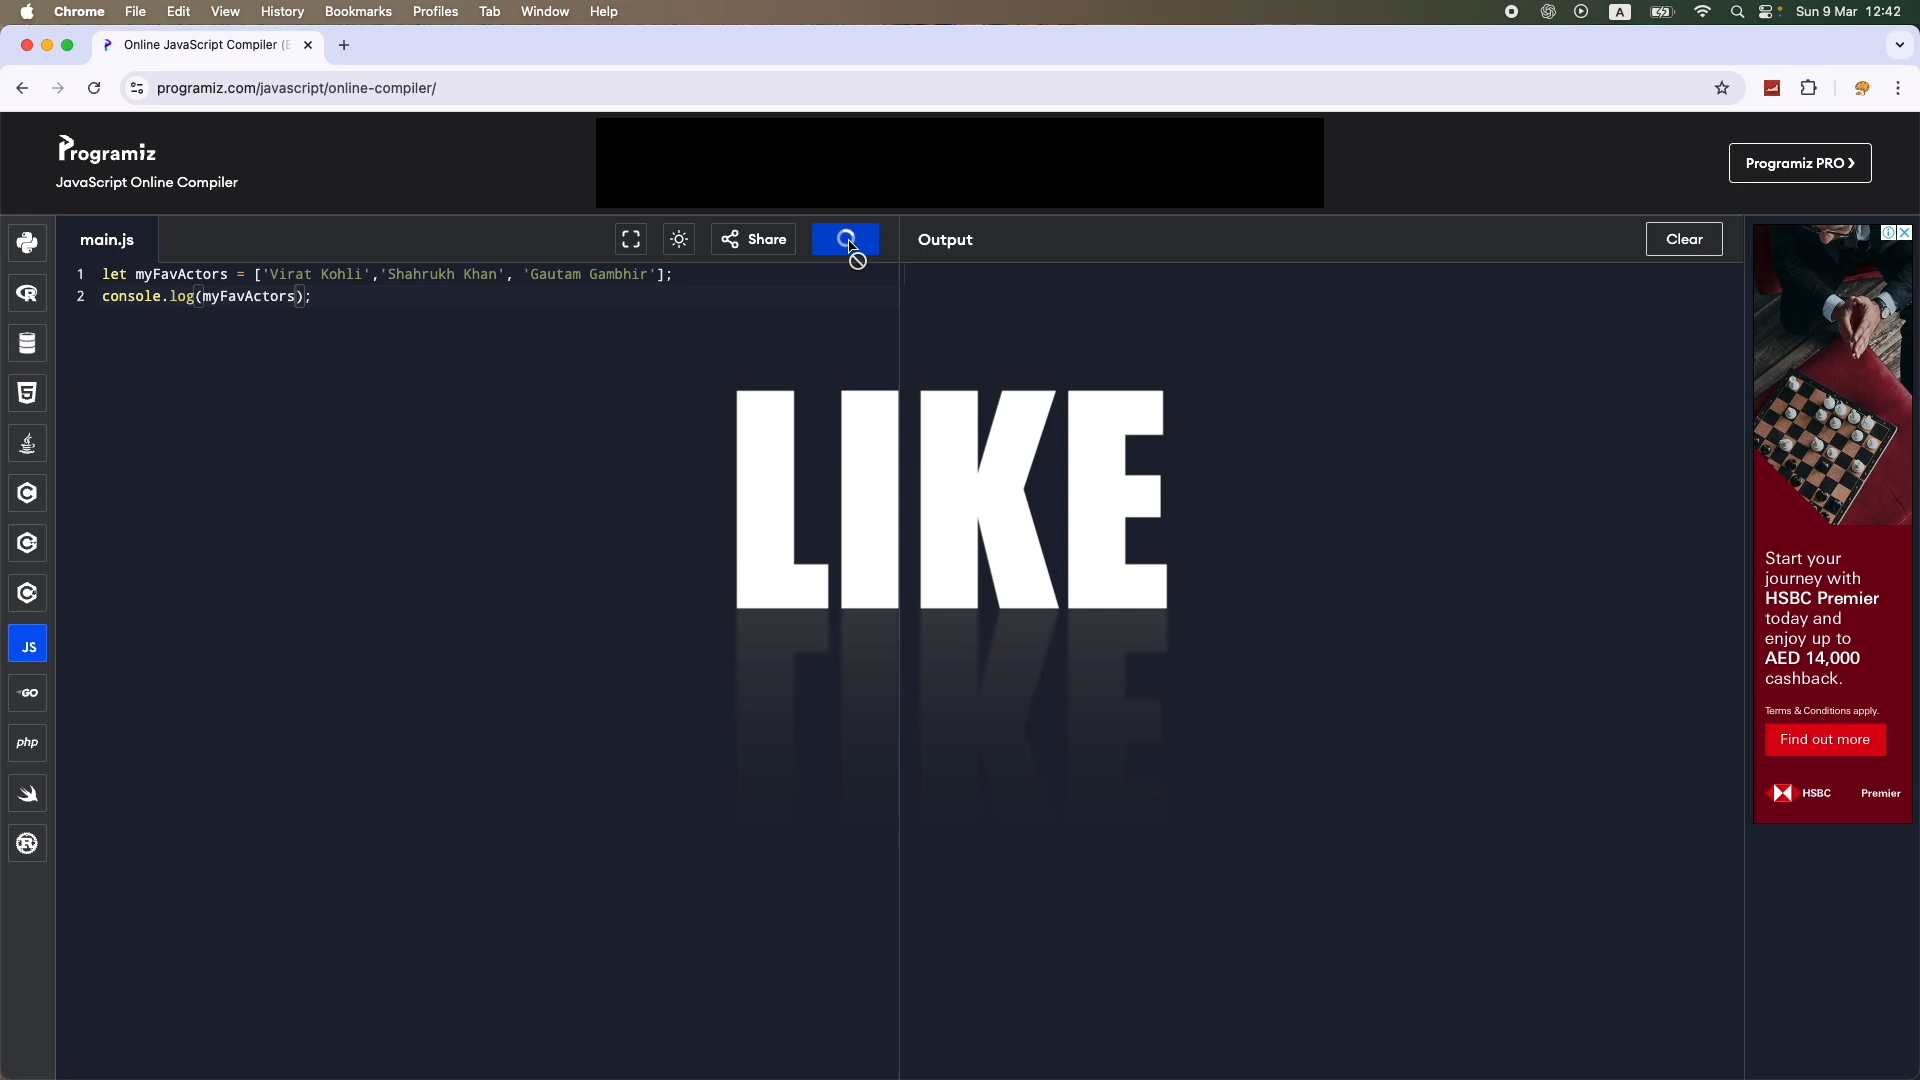 Chrome File Edit View History Bookmarks Profiles Tab Window Help
A
Sun 9 Mar 12:42
Online JavaScript Compiler (
programiz.com/javascript/online-compiler/
Programiz
JavaScript Online Compiler
Programiz PRO ❯
main.js
Share
Output
Clear
1 let myFavActors = ['Virat Kohli','Shahrukh Khan', 'Gautam Gambhir'];
2 console.log(myFavActors);
LIKE
JS
GO
php
Start your
journey with
HSBC Premier
today and
enjoy up to
AED 14,000
cashback.
Terms & Conditions apply.
Find out more
HSBC Premier